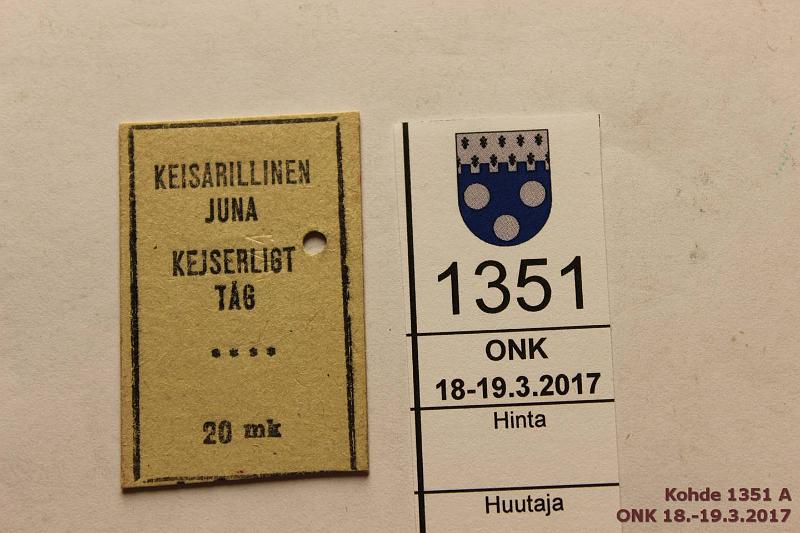 KEISARILLINEN
JUNA
KEJSERLIGT
TÅG
• • • •
20 mk
1351
ONK
18-19.3.2017
Hinta
Huutaja
Kohde 1351 A
ONK 18.-19.3.2017